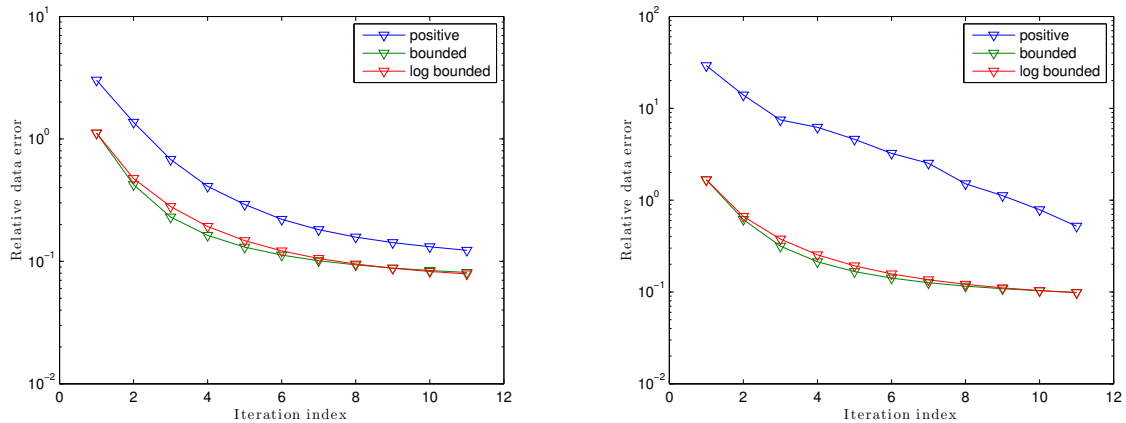 10^1
10^0
10^-1
10^-2
Relative data error
0 2 4 6 8 10 12
Iteration index
positive
bounded
log bounded
10^2
10^1
10^0
10^-1
10^-2
Relative data error
0 2 4 6 8 10 12
Iteration index
positive
bounded
log bounded